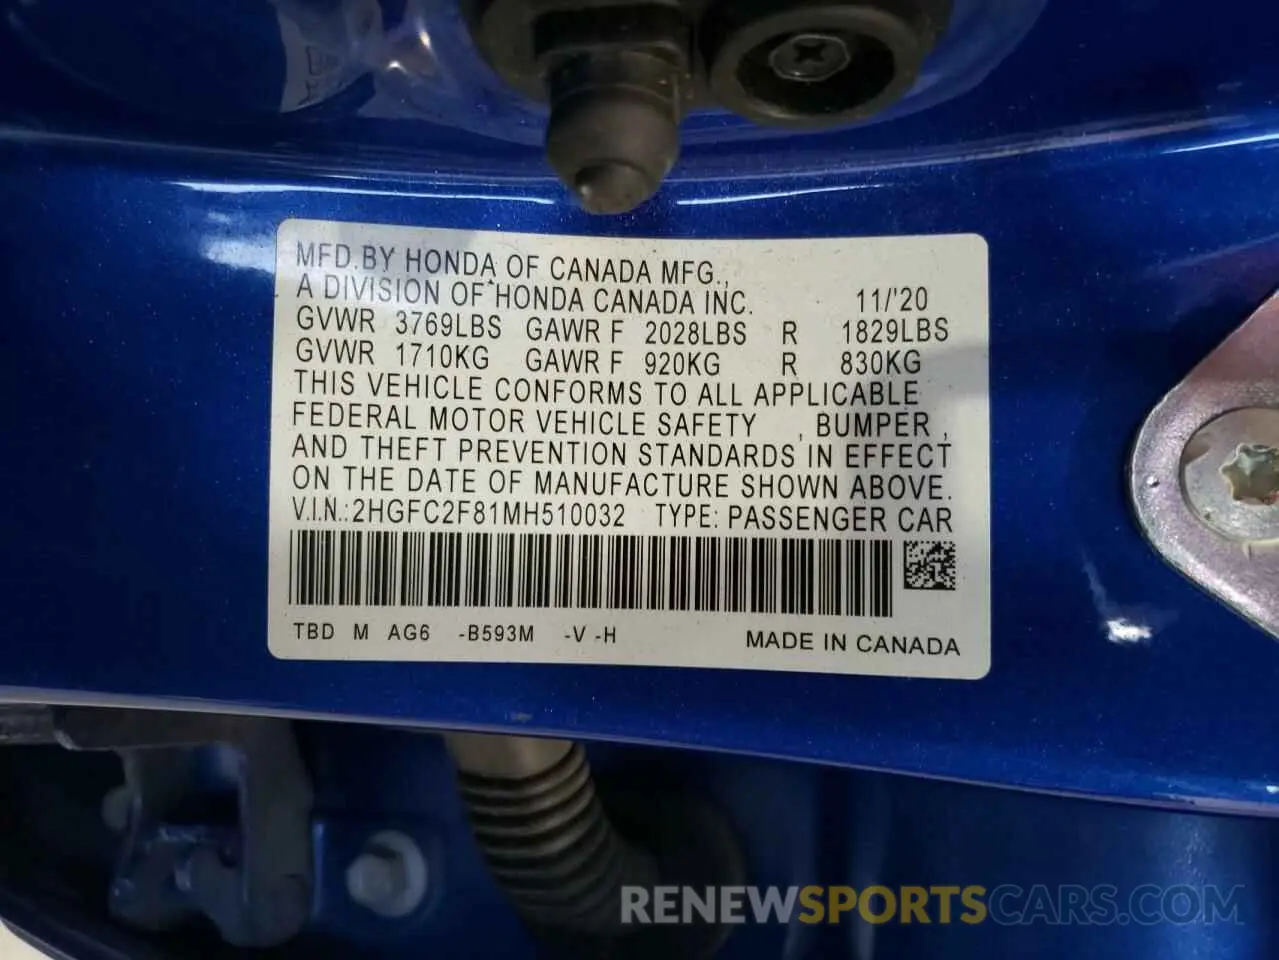 MFD.BY HONDA OF CANADA MFG.,
A DIVISION OF HONDA CANADA INC. 11/'20
GVWR 3769LBS GAWR F 2028LBS R 1829LBS
GVWR 1710KG GAWR F 920KG R 830KG
THIS VEHICLE CONFORMS TO ALL APPLICABLE
FEDERAL MOTOR VEHICLE SAFETY , BUMPER ,
AND THEFT PREVENTION STANDARDS IN EFFECT
ON THE DATE OF MANUFACTURE SHOWN ABOVE.
V.I.N.:2HGFC2F81MH510032 TYPE: PASSENGER CAR
TBD M AG6 -B593M -V -H MADE IN CANADA
RENEWSPORTSCARS.COM